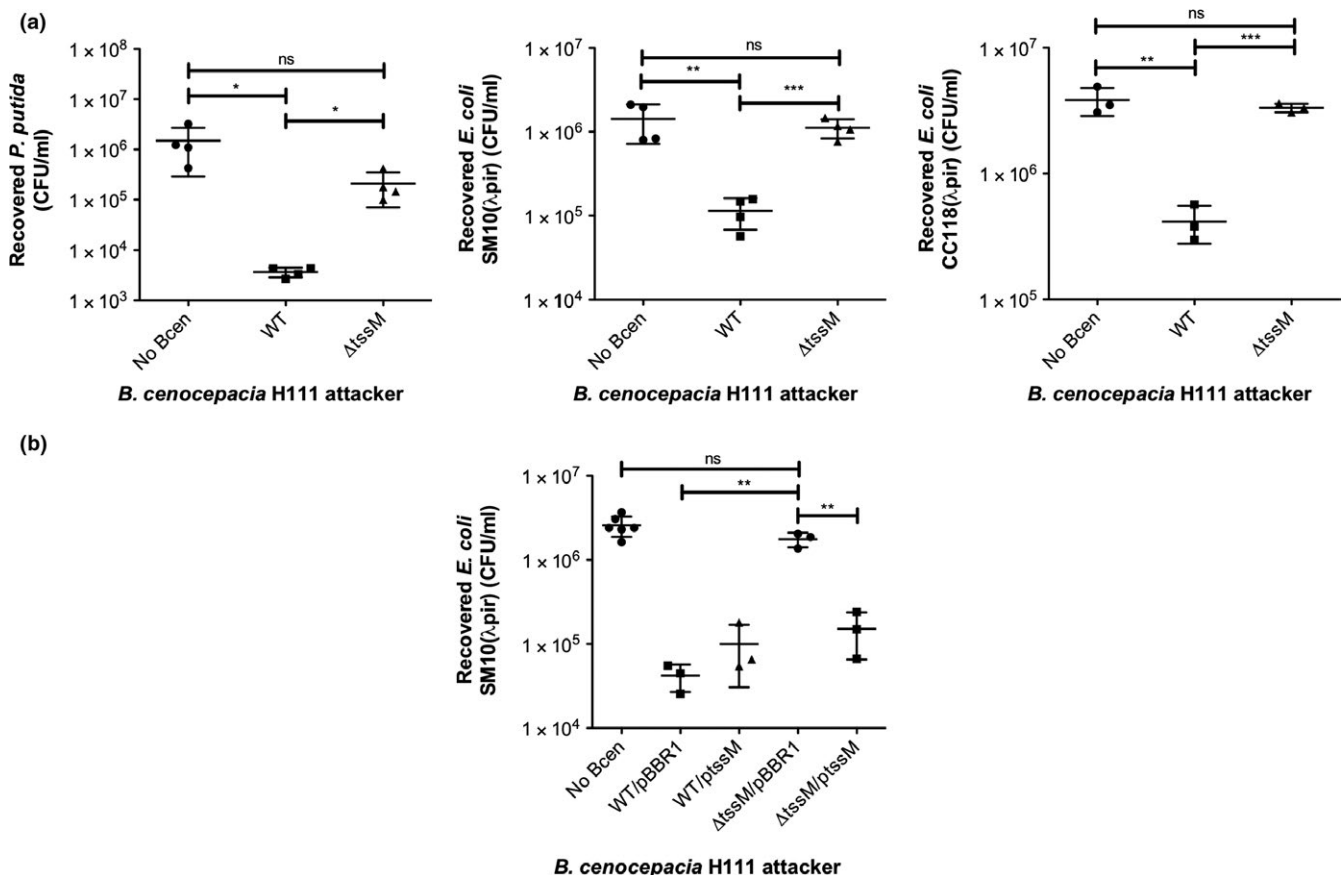 (a)
Recovered P. putida
(CFU/ml)
1 × 10⁸
1 × 10⁷
1 × 10⁶
1 × 10⁵
1 × 10⁴
1 × 10³
ns
*
*
No Bcen
WT
ΔtssM
B. cenocepacia H111 attacker
Recovered E. coli
SM10(λpir) (CFU/ml)
1 × 10⁷
1 × 10⁶
1 × 10⁵
1 × 10⁴
ns
**
***
No Bcen
WT
ΔtssM
B. cenocepacia H111 attacker
Recovered E. coli
CC118(λpir) (CFU/ml)
1 × 10⁷
1 × 10⁶
1 × 10⁵
ns
***
**
No Bcen
WT
ΔtssM
B. cenocepacia H111 attacker
(b)
Recovered E. coli
SM10(λpir) (CFU/ml)
1 × 10⁷
1 × 10⁶
1 × 10⁵
1 × 10⁴
ns
**
**
No Bcen
WT/pBBR1
WT/ptssM
ΔtssM/pBBR1
ΔtssM/ptssM
B. cenocepacia H111 attacker